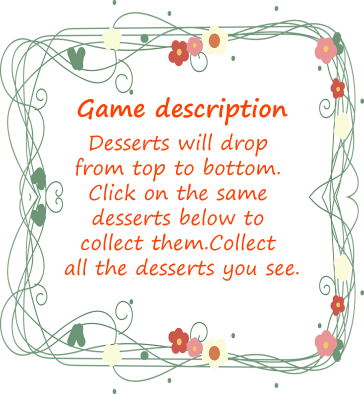 Game description
Desserts will drop
from top to bottom.
Click on the same
desserts below to
collect them.Collect
all the desserts you see.